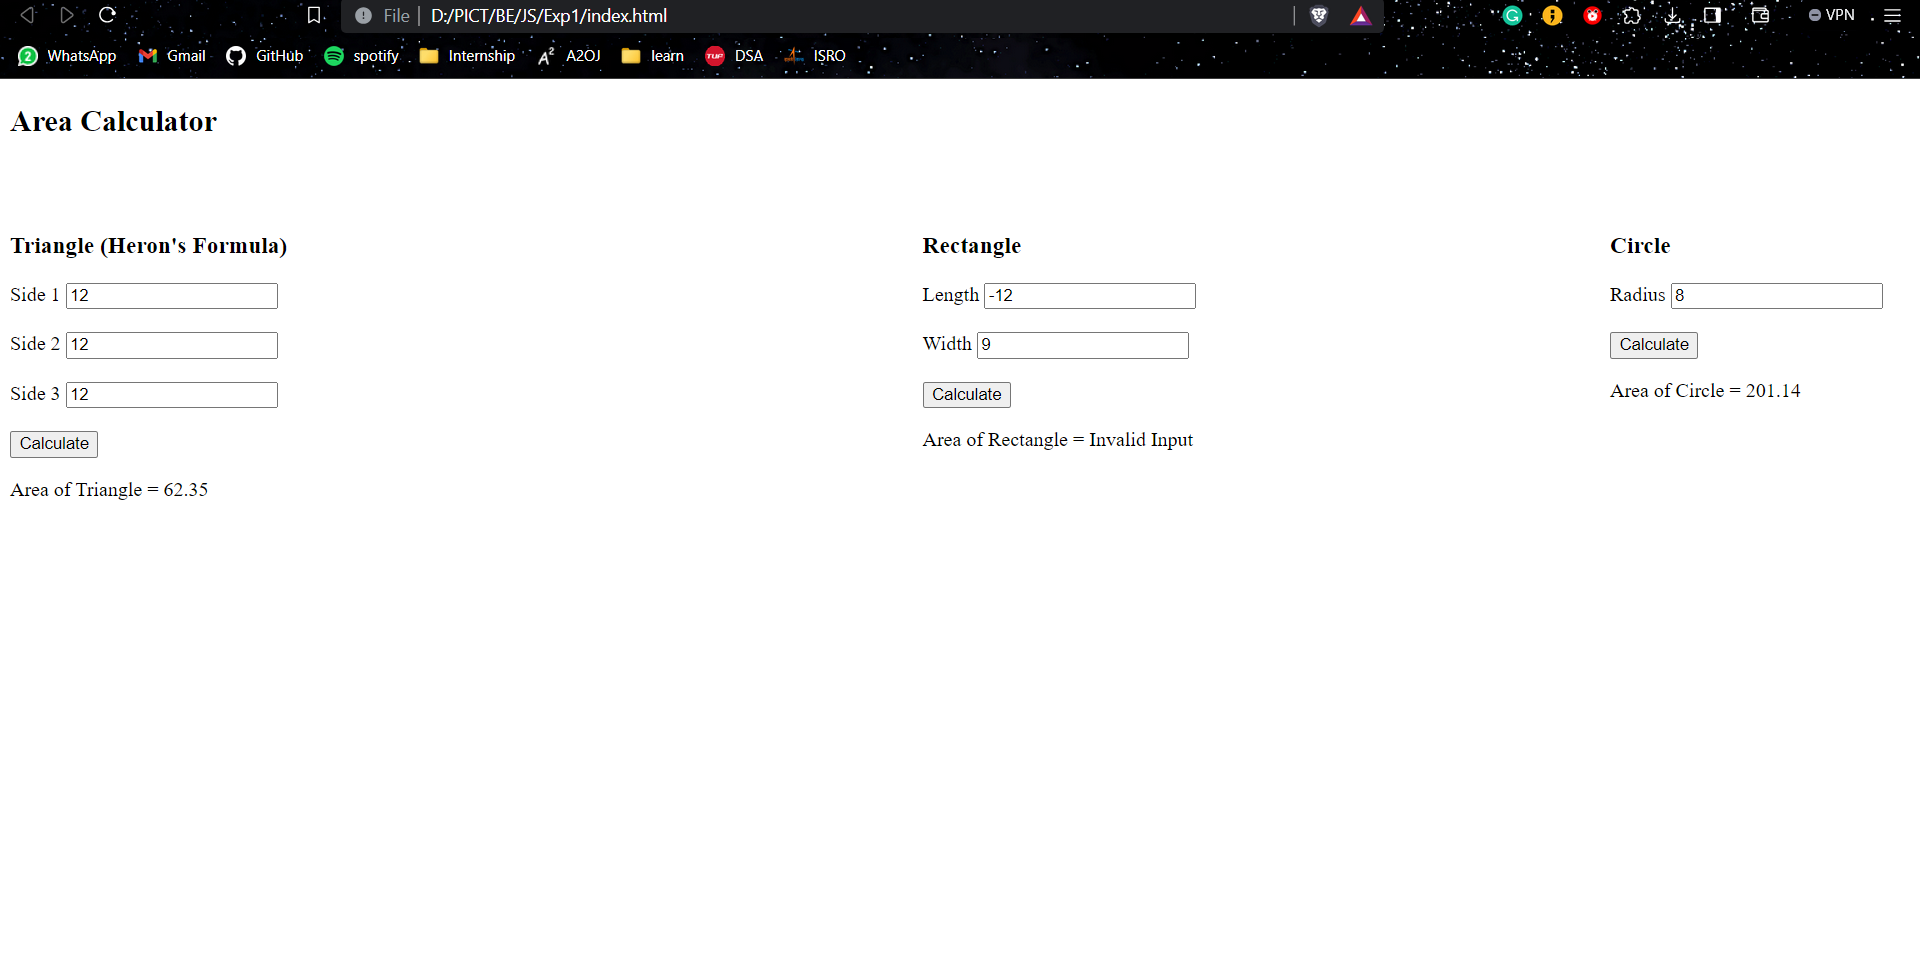 File D:/PICT/BE/JS/Exp1/index.html VPN
2 WhatsApp Gmail GitHub spotify Internship A² A2OJ learn TUF DSA ISRO
Area Calculator
Triangle (Heron's Formula)
Side 1 12
Side 2 12
Side 3 12
Calculate
Area of Triangle = 62.35
Rectangle
Length -12
Width 9
Calculate
Area of Rectangle = Invalid Input
Circle
Radius 8
Calculate
Area of Circle = 201.14